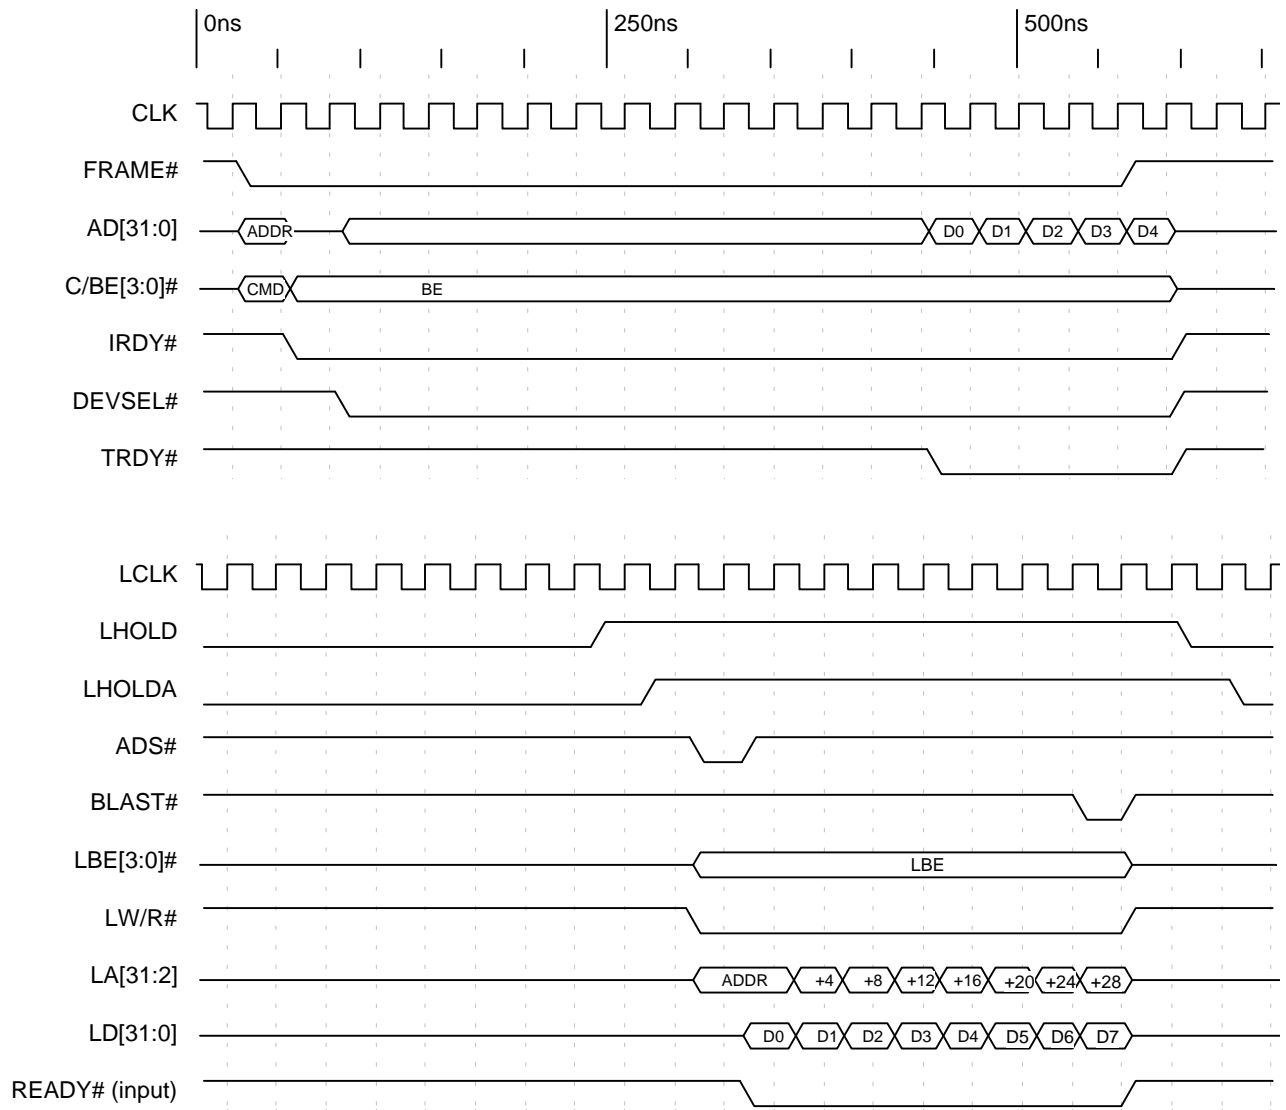 0ns 250ns 500ns
CLK
FRAME#
AD[31:0] ADDR D0 D1 D2 D3 D4
C/BE[3:0]# CMD BE
IRDY#
DEVSEL#
TRDY#
LCLK
LHOLD
LHOLDA
ADS#
BLAST#
LBE[3:0]# LBE
LW/R#
LA[31:2] ADDR +4 +8 +12 +16 +20 +24 +28
LD[31:0] D0 D1 D2 D3 D4 D5 D6 D7
READY# (input)